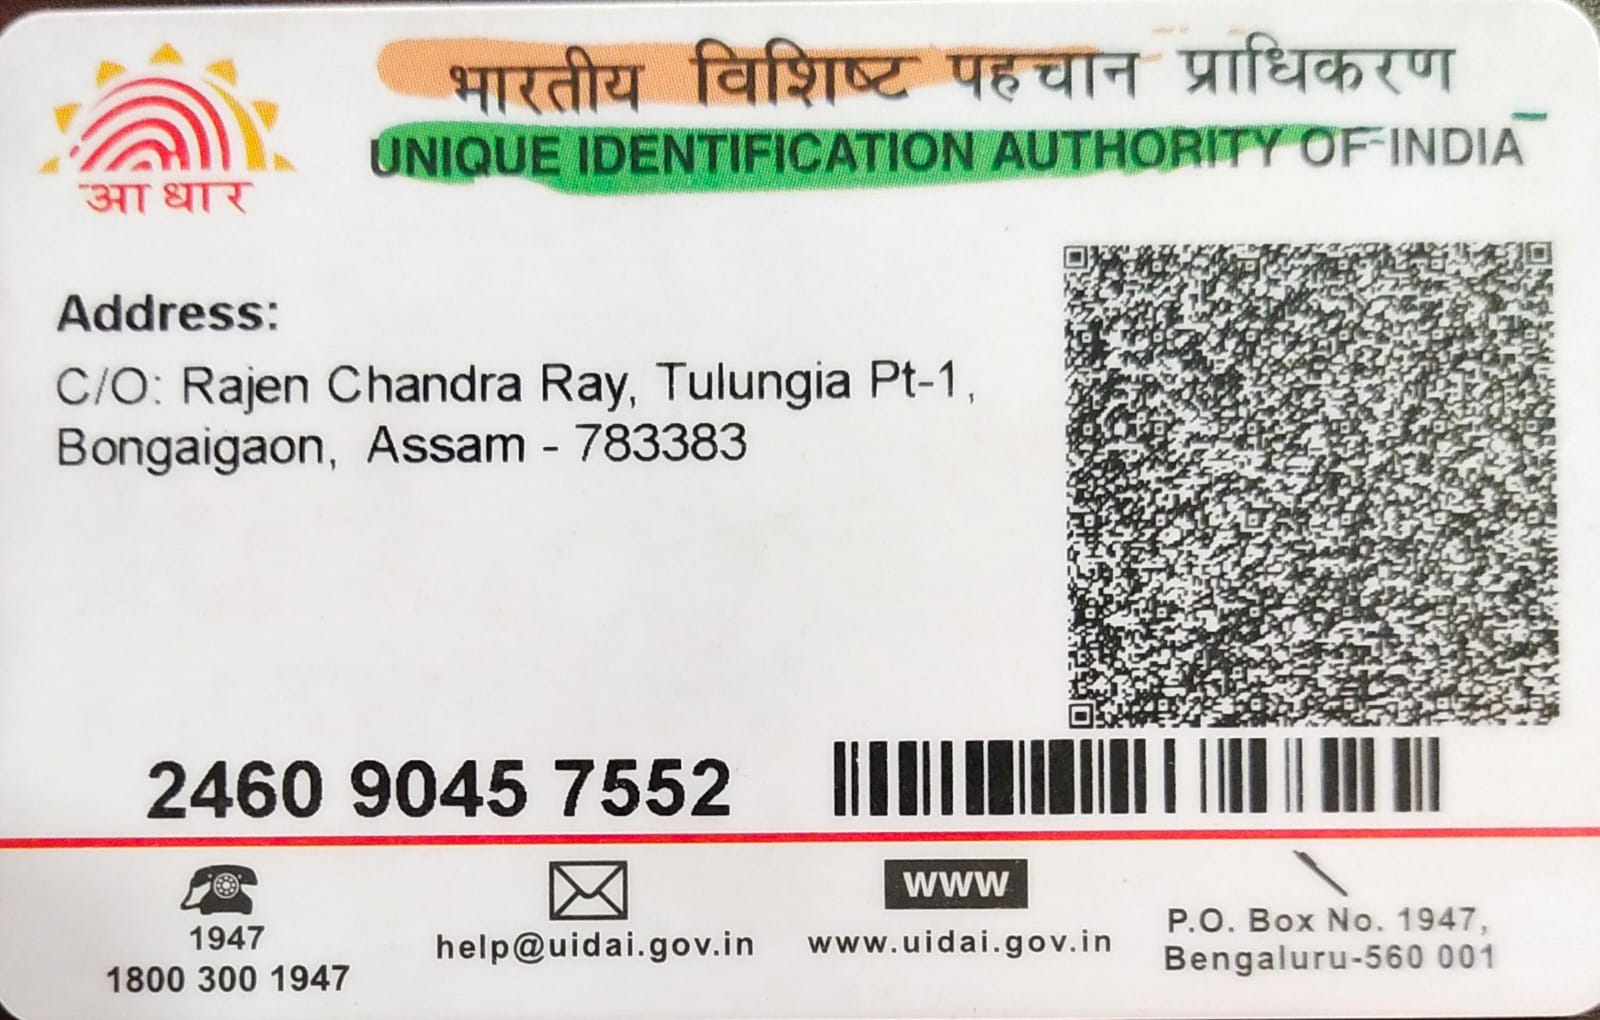 भारतीय विशिष्ट पहचान प्राधिकरण
UNIQUE IDENTIFICATION AUTHORITY OF INDIA
आधार
Address:
C/O: Rajen Chandra Ray, Tulungia Pt-1,
Bongaigaon, Assam - 783383
2460 9045 7552
1947
1800 300 1947
help@uidai.gov.in
www
www.uidai.gov.in
P.O. Box No. 1947,
Bengaluru-560 001